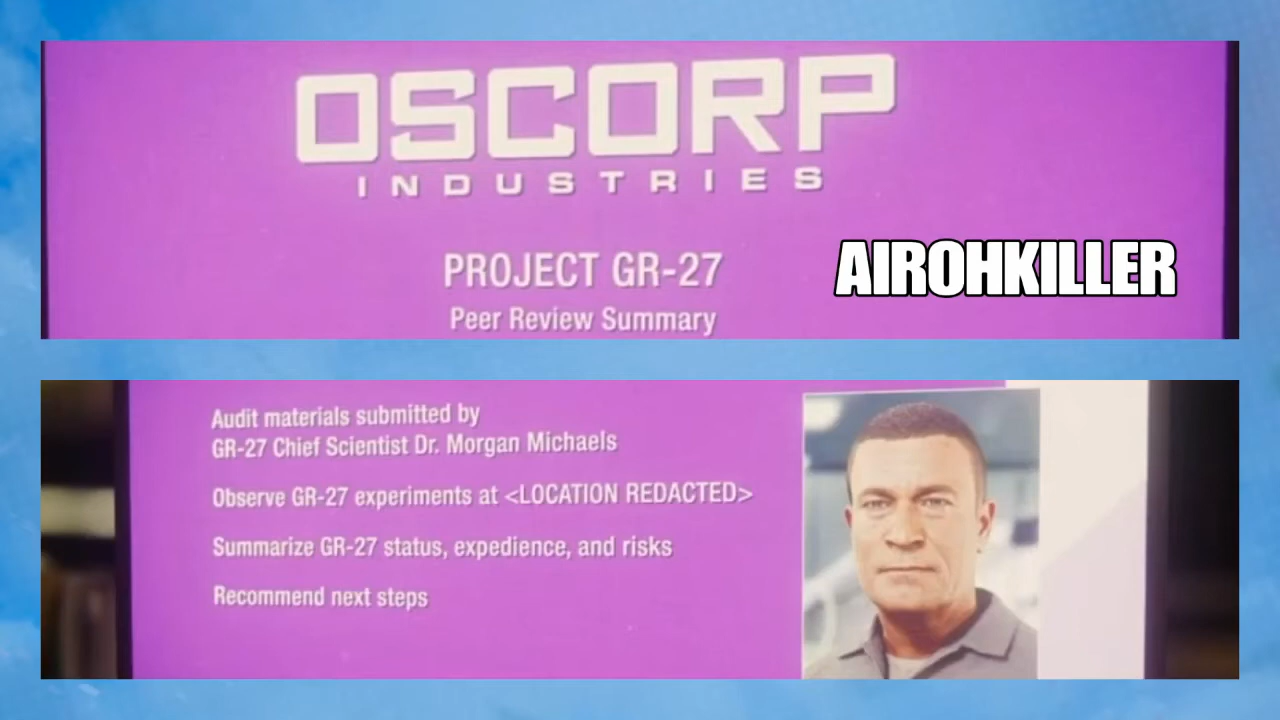 OSCORP
INDUSTRIES
PROJECT GR-27
AIROHKILLER
Peer Review Summary
Audit materials submitted by
GR-27 Chief Scientist Dr. Morgan Michaels
Observe GR-27 experiments at <LOCATION REDACTED>
Summarize GR-27 status, expedience, and risks
Recommend next steps